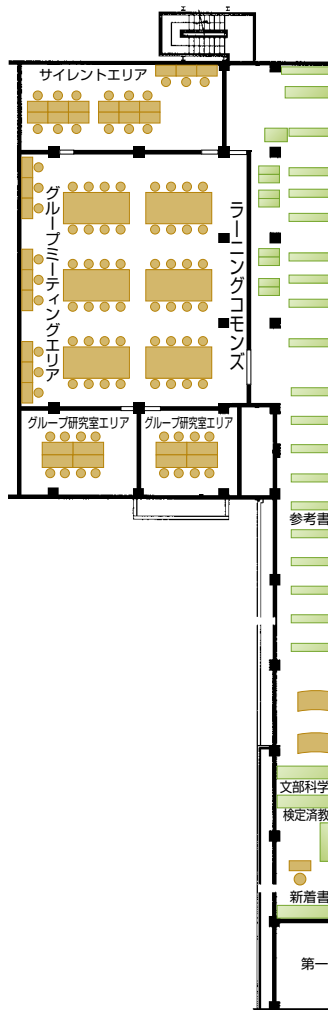 サイレントエリア
グループミーティングエリア
ラーニングコモンズ
グループ研究室エリア
グループ研究室エリア
参考書
文部科学
検定済教
新着書
第一